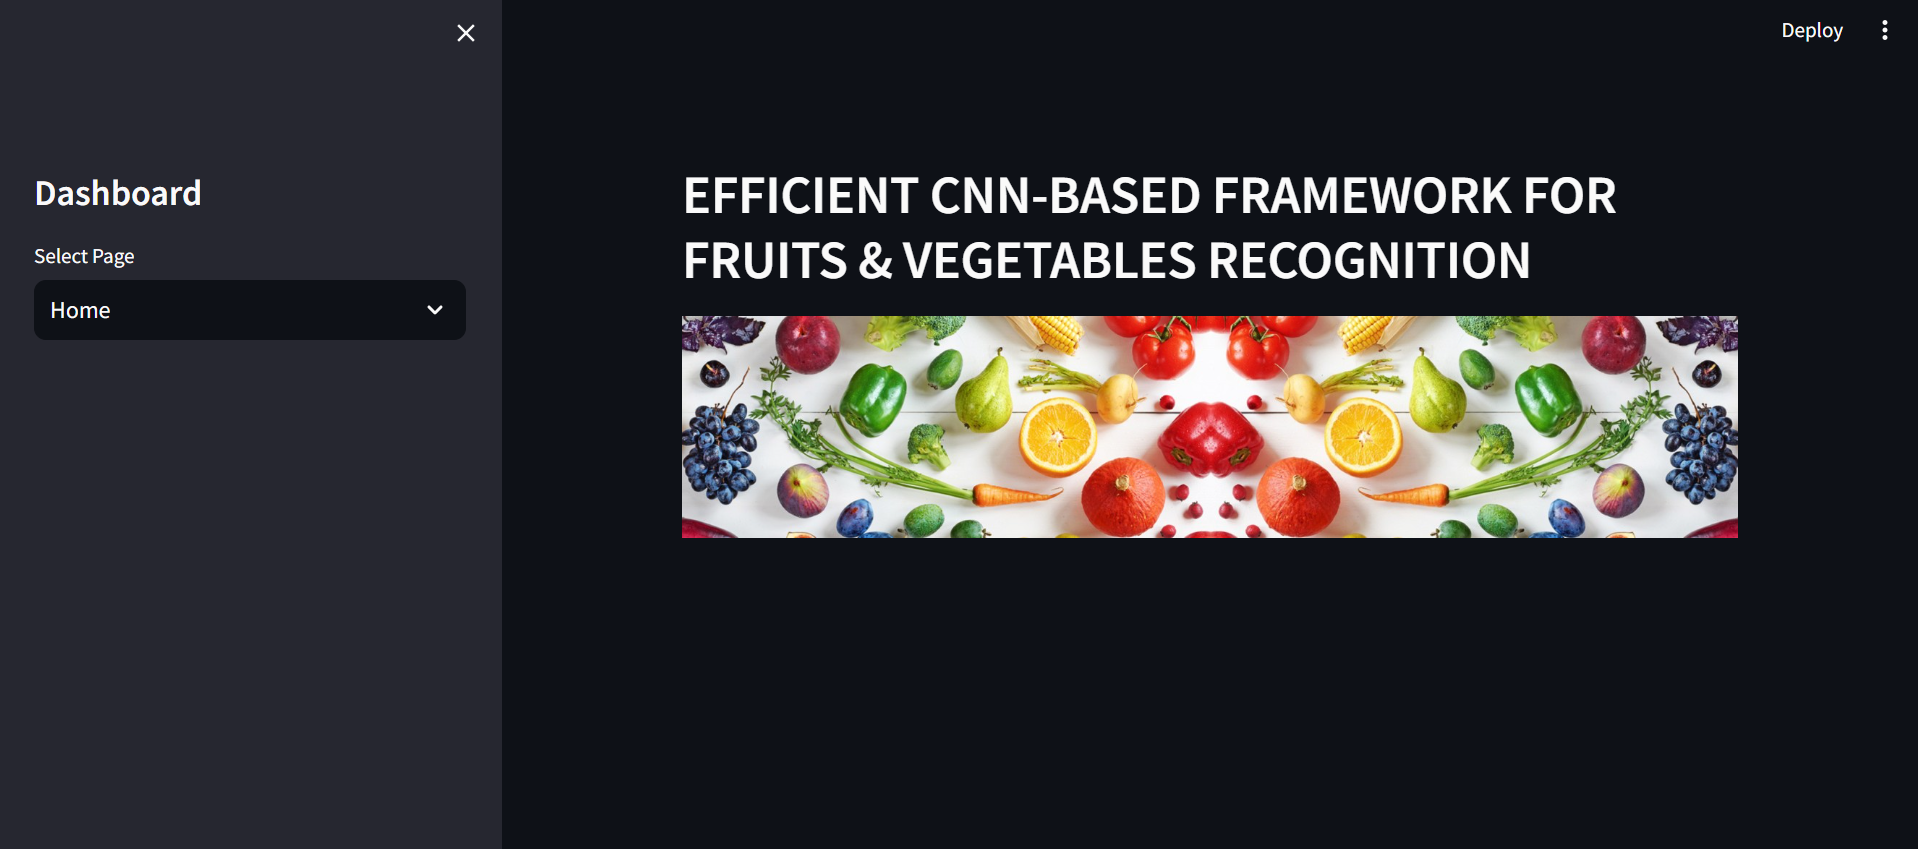 Deploy
Dashboard
Select Page
Home
EFFICIENT CNN-BASED FRAMEWORK FOR
FRUITS & VEGETABLES RECOGNITION